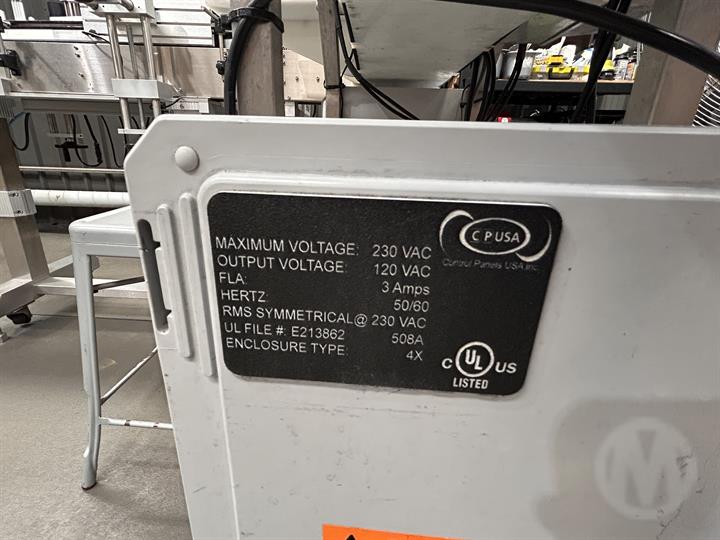 C P USA
Control Panels USA, Inc.
MAXIMUM VOLTAGE: 230 VAC
OUTPUT VOLTAGE: 120 VAC
FLA: 3 Amps
HERTZ: 50/60
RMS SYMMETRICAL@ 230 VAC
UL FILE #: E213862 508A
ENCLOSURE TYPE: 4X
C UL US
LISTED
M